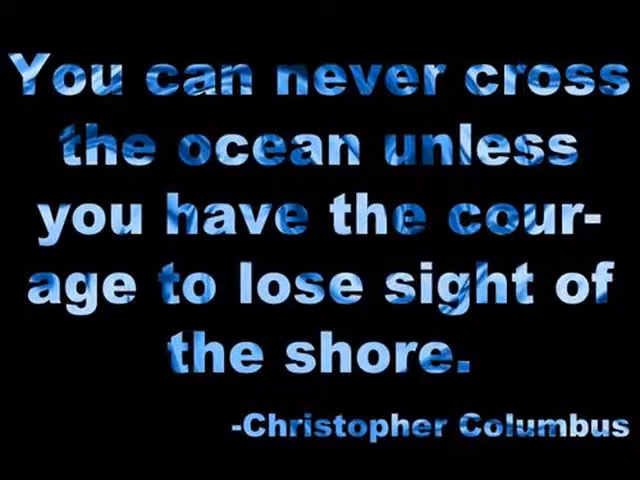 You can never cross
the ocean unless
you have the cour-
age to lose sight of
the shore.
-Christopher Columbus